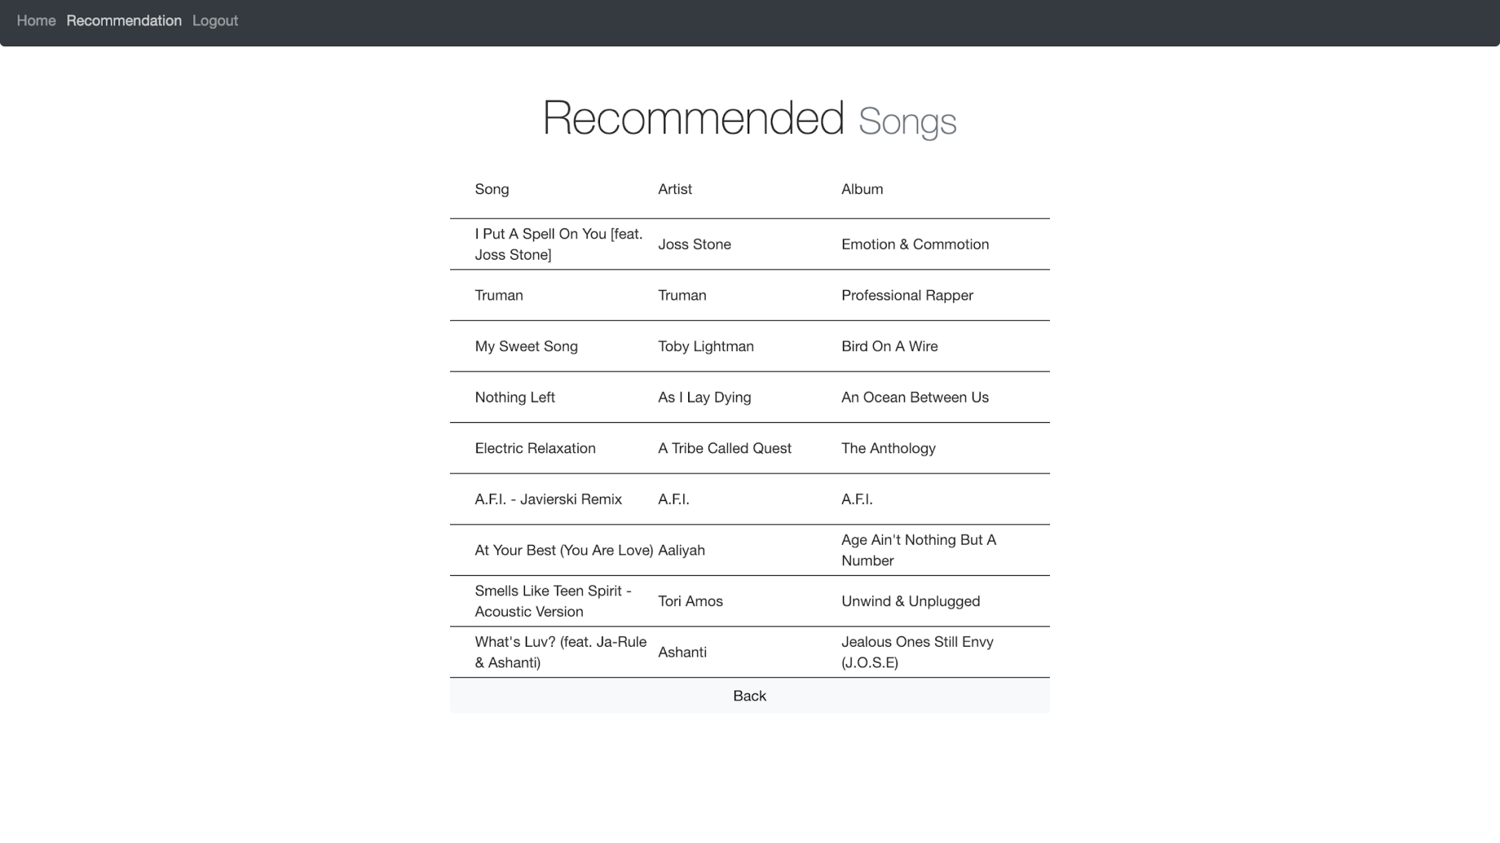 Home Recommendation Logout
Recommended Songs
Song Artist Album
I Put A Spell On You [feat.
Joss Stone]
Joss Stone
Emotion & Commotion
Truman Truman Professional Rapper
My Sweet Song Toby Lightman Bird On A Wire
Nothing Left As I Lay Dying An Ocean Between Us
Electric Relaxation A Tribe Called Quest The Anthology
A.F.I. - Javierski Remix A.F.I. A.F.I.
At Your Best (You Are Love) Aaliyah
Age Ain't Nothing But A
Number
Smells Like Teen Spirit -
Acoustic Version
Tori Amos
Unwind & Unplugged
What's Luv? (feat. Ja-Rule
& Ashanti)
Ashanti
Jealous Ones Still Envy
(J.O.S.E)
Back